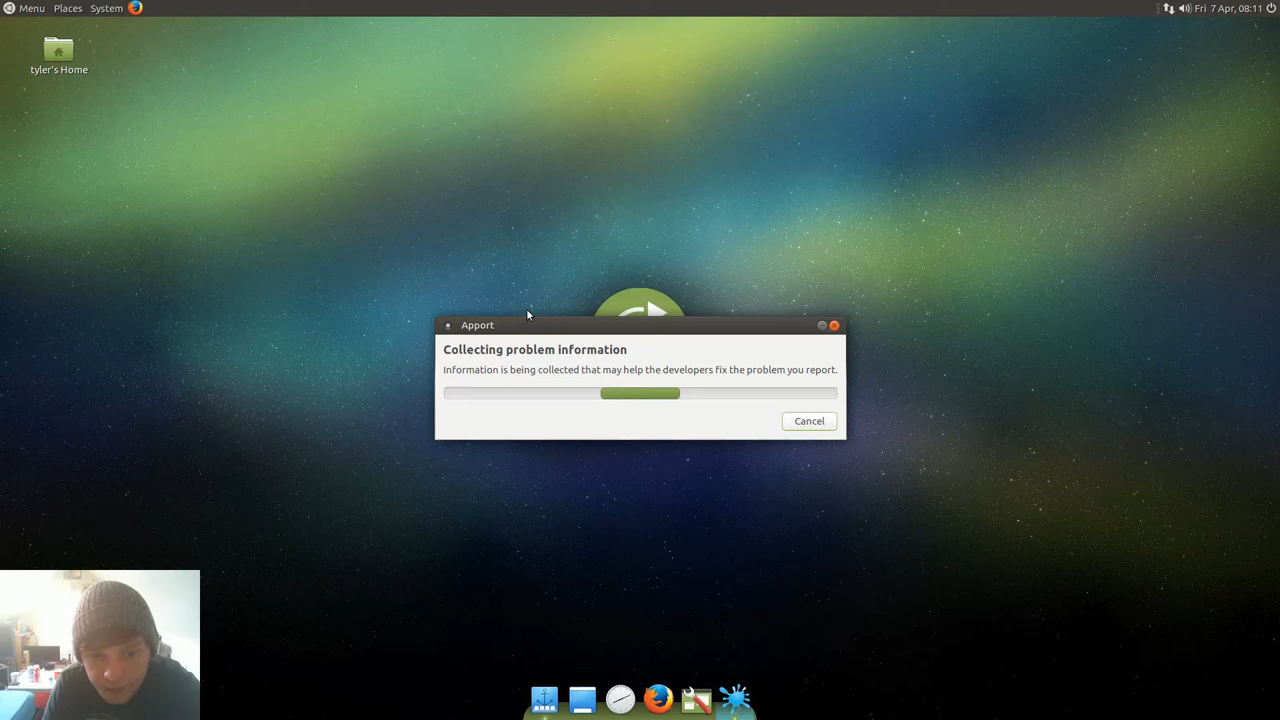 Menu Places System
Fri 7 Apr, 08:11
tyler's Home
Apport
Collecting problem information
Information is being collected that may help the developers fix the problem you report.
Cancel